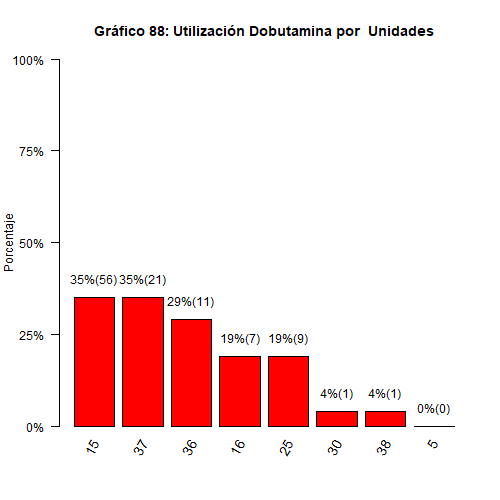 Gráfico 88: Utilización Dobutamina por  Unidades
100%
75%
50%
25%
0%
Porcentaje
35%(56) 35%(21) 29%(11) 19%(7) 19%(9) 4%(1) 4%(1) 0%(0)
15 37 36 16 25 30 38 5